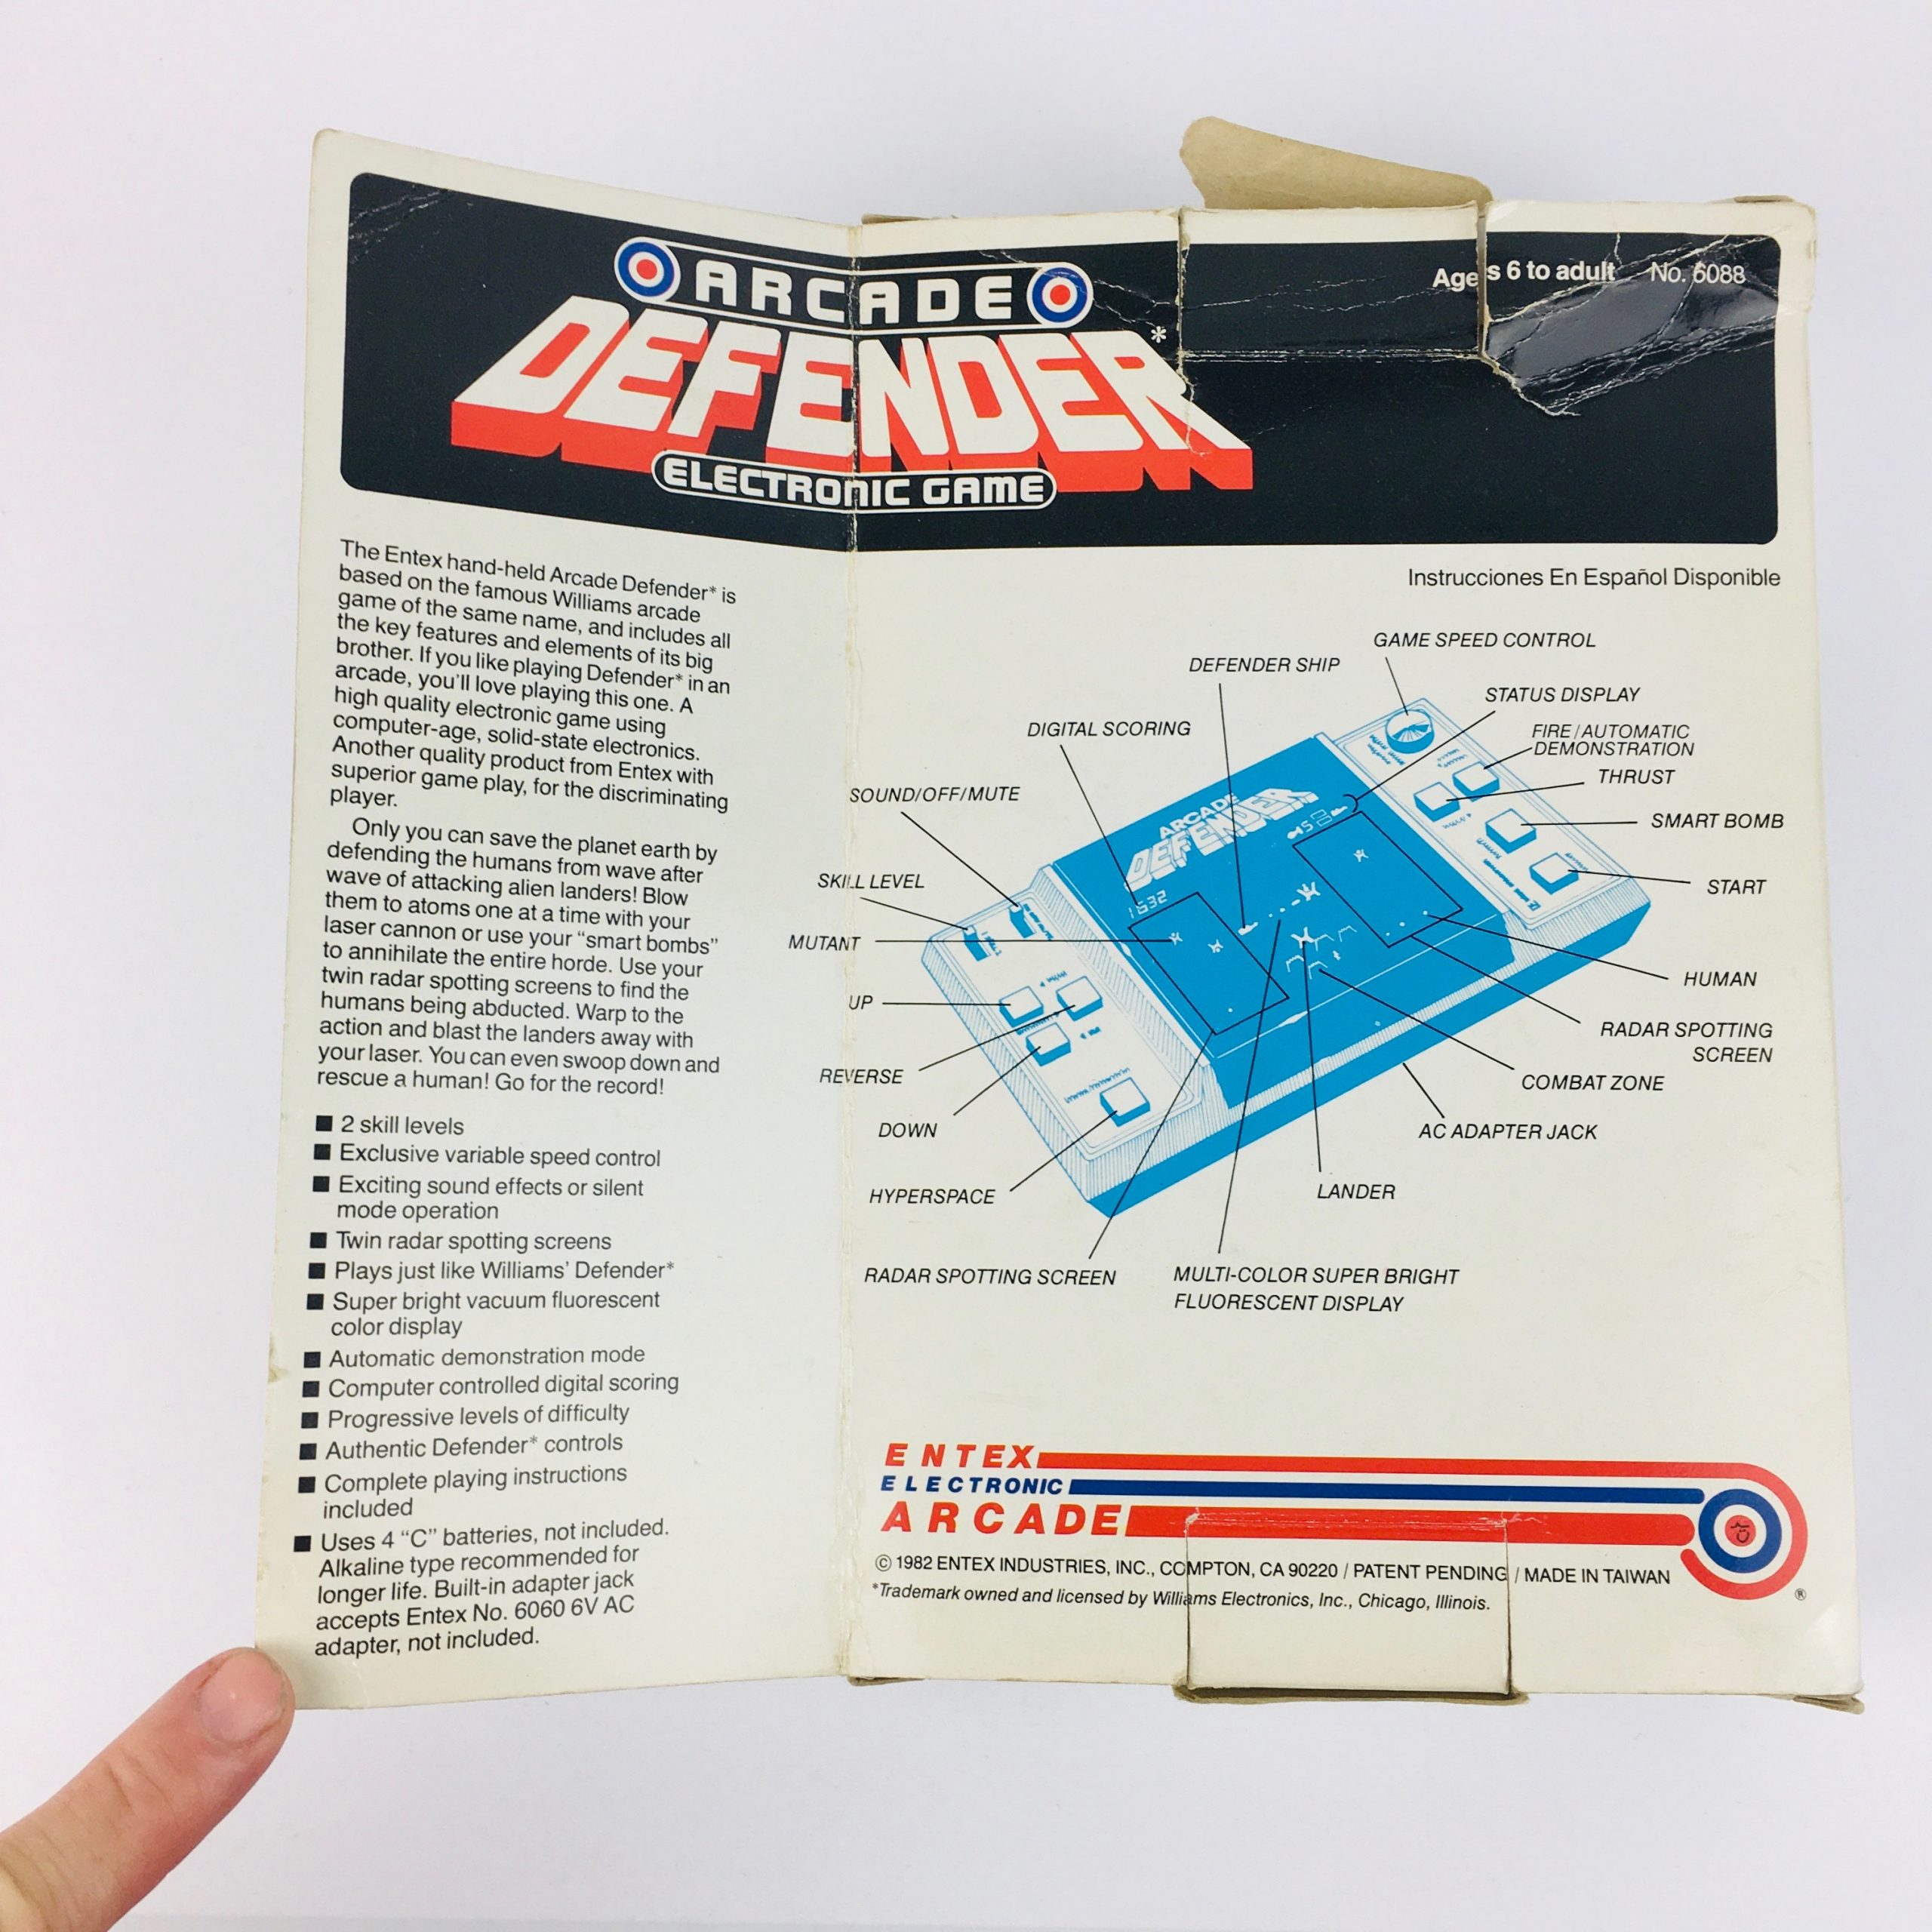 ARCADE
DEFENDER*
ELECTRONIC GAME
Ages 6 to adult No. 6088
The Entex hand-held Arcade Defender* is
based on the famous Williams arcade
game of the same name, and includes all
the key features and elements of its big
brother. If you like playing Defender* in an
arcade, you'll love playing this one. A
high quality electronic game using
computer-age, solid-state electronics.
Another quality product from Entex with
superior game play, for the discriminating
player.
Only you can save the planet earth by
defending the humans from wave after
wave of attacking alien landers! Blow
them to atoms one at a time with your
laser cannon or use your “smart bombs”
to annihilate the entire horde. Use your
twin radar spotting screens to find the
humans being abducted. Warp to the
action and blast the landers away with
your laser. You can even swoop down and
rescue a human! Go for the record!
■ 2 skill levels
■ Exclusive variable speed control
■ Exciting sound effects or silent
mode operation
■ Twin radar spotting screens
■ Plays just like Williams' Defender*
■ Super bright vacuum fluorescent
color display
■ Automatic demonstration mode
■ Computer controlled digital scoring
■ Progressive levels of difficulty
■ Authentic Defender* controls
■ Complete playing instructions
included
■ Uses 4 “C” batteries, not included.
Alkaline type recommended for
longer life. Built-in adapter jack
accepts Entex No. 6060 6V AC
adapter, not included.
Instrucciones En Español Disponible
GAME SPEED CONTROL
DEFENDER SHIP
STATUS DISPLAY
DIGITAL SCORING
FIRE/AUTOMATIC
DEMONSTRATION
THRUST
SOUND/OFF/MUTE
SMART BOMB
SKILL LEVEL
START
MUTANT
HUMAN
UP
RADAR SPOTTING
SCREEN
REVERSE
COMBAT ZONE
DOWN
AC ADAPTER JACK
HYPERSPACE
LANDER
RADAR SPOTTING SCREEN
MULTI-COLOR SUPER BRIGHT
FLUORESCENT DISPLAY
ARCADE
DEFENDER
1632
ENTEX
ELECTRONIC
ARCADE
®
© 1982 ENTEX INDUSTRIES, INC., COMPTON, CA 90220 / PATENT PENDING / MADE IN TAIWAN
*Trademark owned and licensed by Williams Electronics, Inc., Chicago, Illinois.